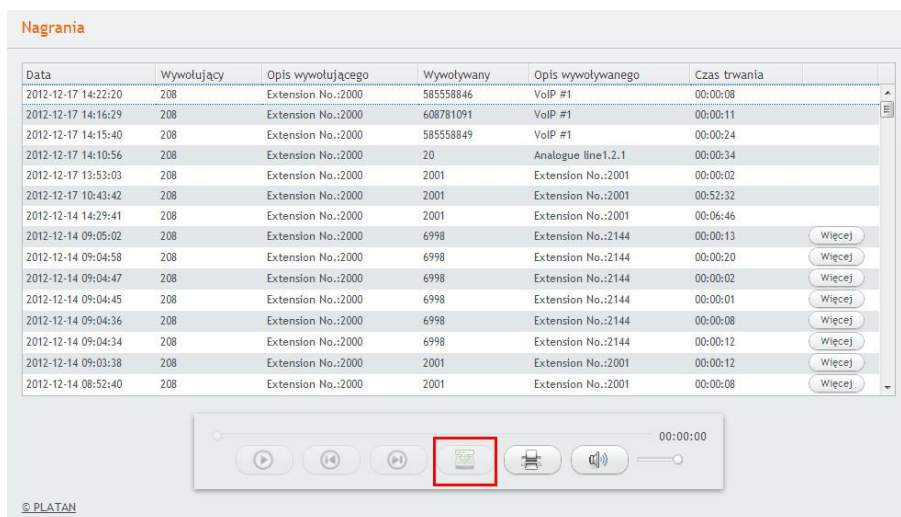 Nagrania
Data Wywołujący Opis wywołującego Wywoływany Opis wywoływanego Czas trwania
2012-12-17 14:22:20 208 Extension No.:2000 585558846 VoIP #1 00:00:08
2012-12-17 14:16:29 208 Extension No.:2000 608781091 VoIP #1 00:00:11
2012-12-17 14:15:40 208 Extension No.:2000 585558849 VoIP #1 00:00:24
2012-12-17 14:10:56 208 Extension No.:2000 20 Analogue line1.2.1 00:00:34
2012-12-17 13:53:03 208 Extension No.:2000 2001 Extension No.:2001 00:00:02
2012-12-17 10:43:42 208 Extension No.:2000 2001 Extension No.:2001 00:52:32
2012-12-14 14:29:41 208 Extension No.:2000 2001 Extension No.:2001 00:06:46
2012-12-14 09:05:02 208 Extension No.:2000 6998 Extension No.:2144 00:00:13 Więcej
2012-12-14 09:04:58 208 Extension No.:2000 6998 Extension No.:2144 00:00:20 Więcej
2012-12-14 09:04:47 208 Extension No.:2000 6998 Extension No.:2144 00:00:02 Więcej
2012-12-14 09:04:45 208 Extension No.:2000 6998 Extension No.:2144 00:00:01 Więcej
2012-12-14 09:04:36 208 Extension No.:2000 6998 Extension No.:2144 00:00:08 Więcej
2012-12-14 09:04:34 208 Extension No.:2000 6998 Extension No.:2144 00:00:12 Więcej
2012-12-14 09:03:38 208 Extension No.:2000 2001 Extension No.:2001 00:00:12 Więcej
2012-12-14 08:52:40 208 Extension No.:2000 2001 Extension No.:2001 00:00:08 Więcej
00:00:00
© PLATAN